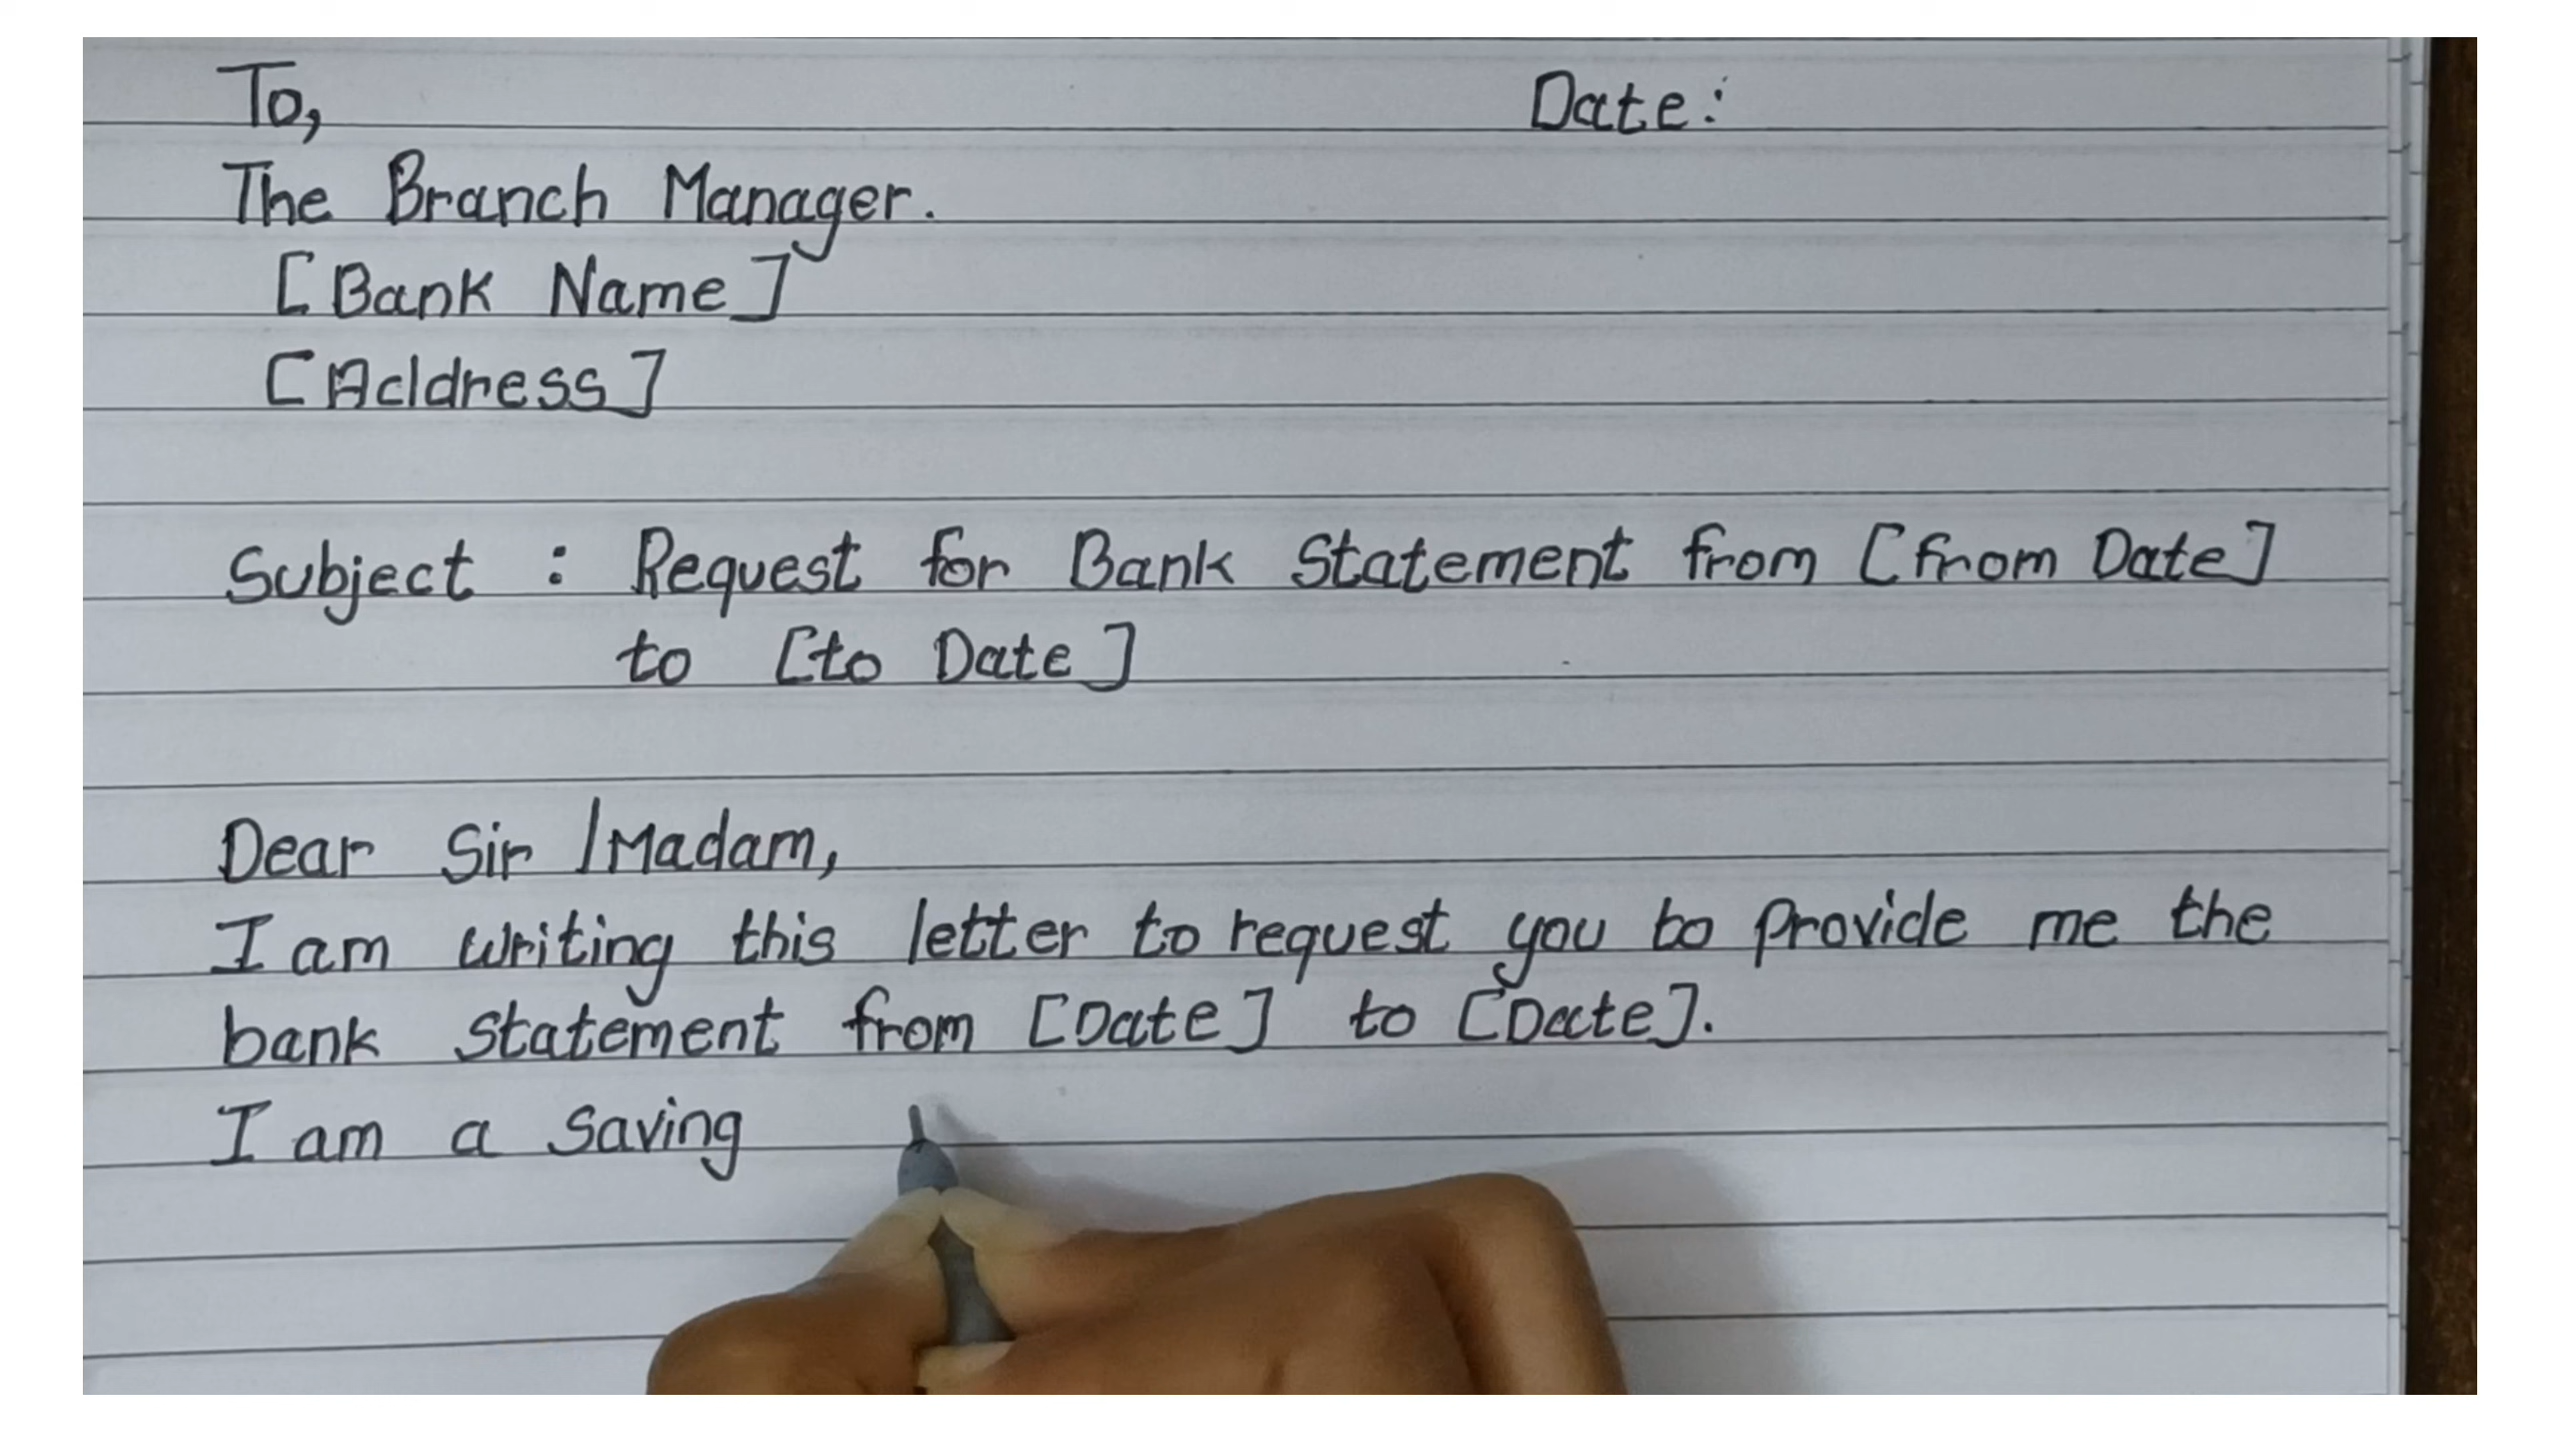 To, Date:
The Branch Manager.
[Bank Name]
[Address]
Subject : Request for Bank Statement from [from Date]
to [to Date]
Dear Sir /Madam,
I am writing this letter to request you to provide me the
bank statement from [Date] to [Date].
I am a saving